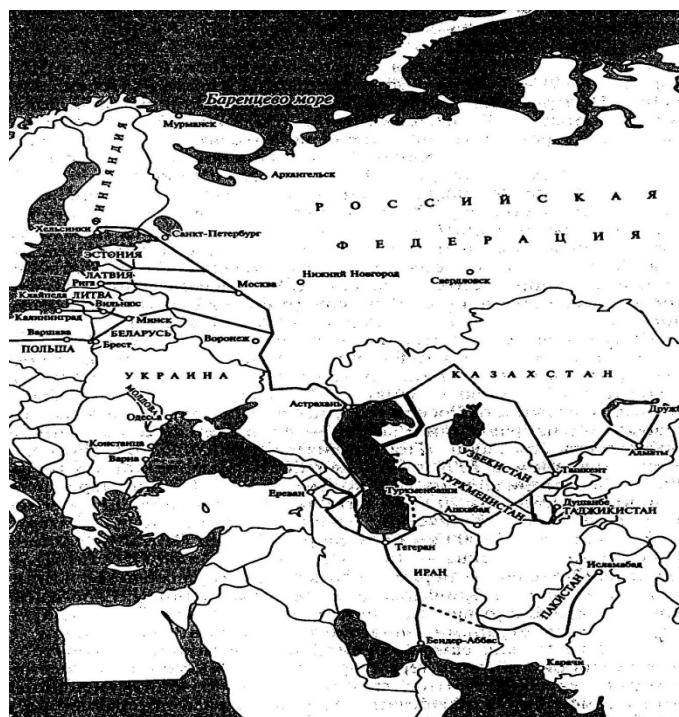 Баренцево море
Мурманск
ФИНЛЯНДИЯ
Архангельск
РОССИЙСКАЯ
ФЕДЕРАЦИЯ
Хельсинки
Санкт-Петербург
ЭСТОНИЯ
ЛАТВИЯ
Рига
Москва
Нижний Новгород
Свердловск
Клайпеда
ЛИТВА
Вильнюс
Калининград
Минск
Варшава
БЕЛАРУСЬ
Воронеж
ПОЛЬША
Брест
УКРАИНА
КАЗАХСТАН
МОЛДОВА
Астрахань
Одесса
Дружба
Констанца
Варна
Алматы
УЗБЕКИСТАН
Ташкент
Ереван
Туркменбаши
ТУРКМЕНИСТАН
Ашхабад
Душанбе
ТАДЖИКИСТАН
Тегеран
ИРАН
Исламабад
ПАКИСТАН
Бендер-Аббас
Карачи